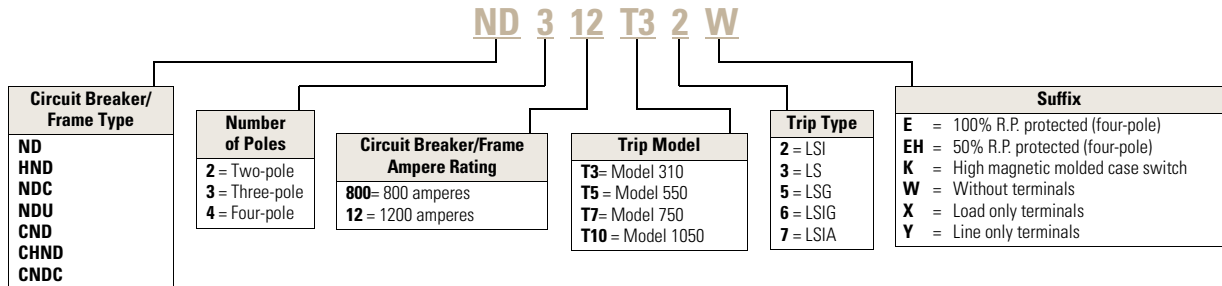 ND 3 12 T3 2 W
Circuit Breaker/
Frame Type
ND
HND
NDC
NDU
CND
CHND
CNDC
Number
of Poles
2 = Two-pole
3 = Three-pole
4 = Four-pole
Circuit Breaker/Frame
Ampere Rating
800= 800 amperes
12 = 1200 amperes
Trip Model
T3= Model 310
T5 = Model 550
T7= Model 750
T10 = Model 1050
Trip Type
2 = LSI
3 = LS
5 = LSG
6 = LSIG
7 = LSIA
Suffix
E = 100% R.P. protected (four-pole)
EH = 50% R.P. protected (four-pole)
K = High magnetic molded case switch
W = Without terminals
X = Load only terminals
Y = Line only terminals